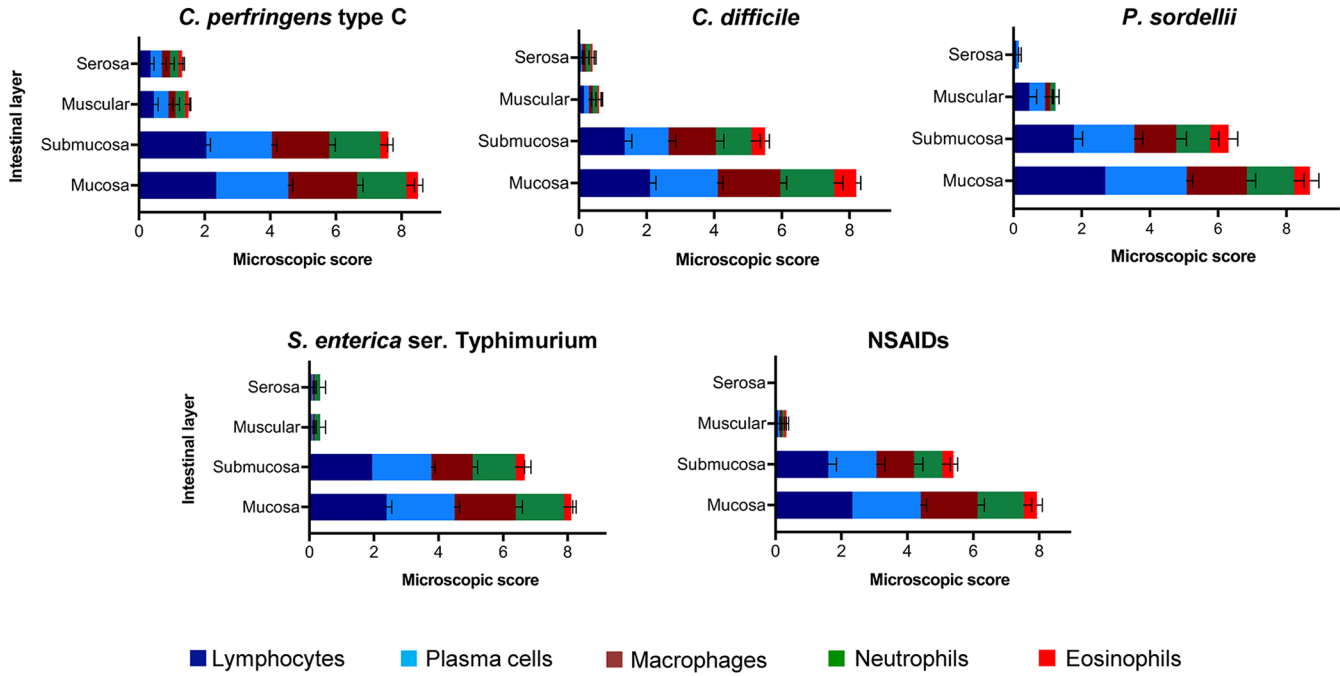 C. perfringens type C
Intestinal layer
Serosa
Muscular
Submucosa
Mucosa
0 2 4 6 8
Microscopic score
C. difficile
Serosa
Muscular
Submucosa
Mucosa
0 2 4 6 8
Microscopic score
P. sordellii
Serosa
Muscular
Submucosa
Mucosa
0 2 4 6 8
Microscopic score
S. enterica ser. Typhimurium
Intestinal layer
Serosa
Muscular
Submucosa
Mucosa
0 2 4 6 8
Microscopic score
NSAIDs
Serosa
Muscular
Submucosa
Mucosa
0 2 4 6 8
Microscopic score
Lymphocytes Plasma cells Macrophages Neutrophils Eosinophils